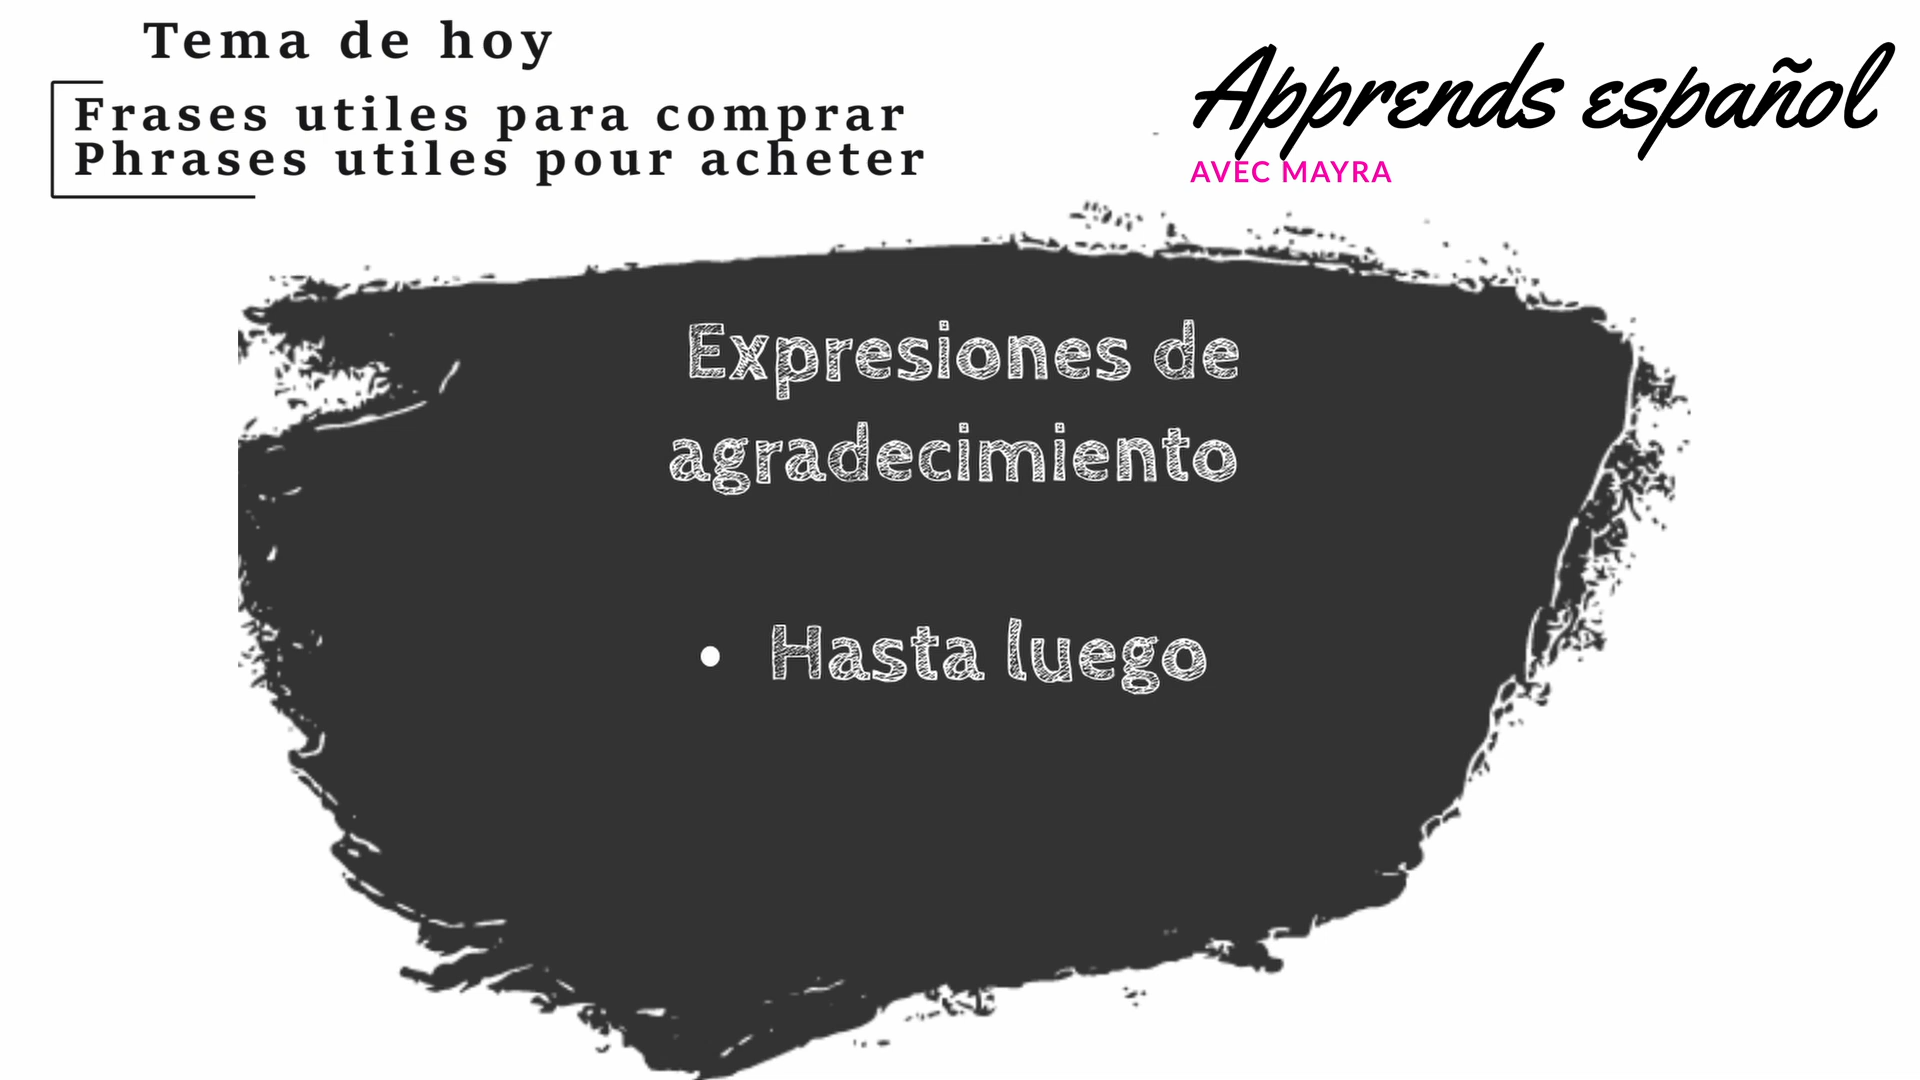 Tema de hoy
Frases utiles para comprar
Phrases utiles pour acheter
Apprends español
AVEC MAYRA
Expresiones de
agradecimiento
• Hasta luego